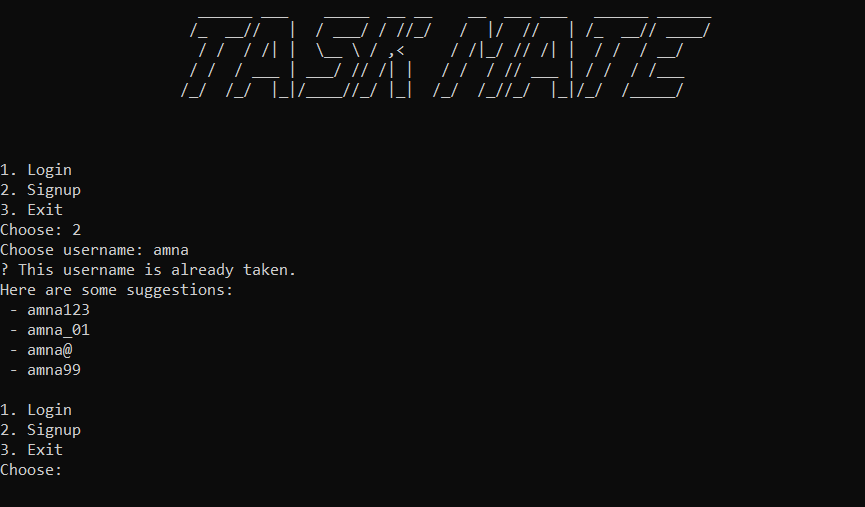 TASK MATE
1. Login
2. Signup
3. Exit
Choose: 2
Choose username: amna
? This username is already taken.
Here are some suggestions:
- amna123
- amna_01
- amna@
- amna99
1. Login
2. Signup
3. Exit
Choose: